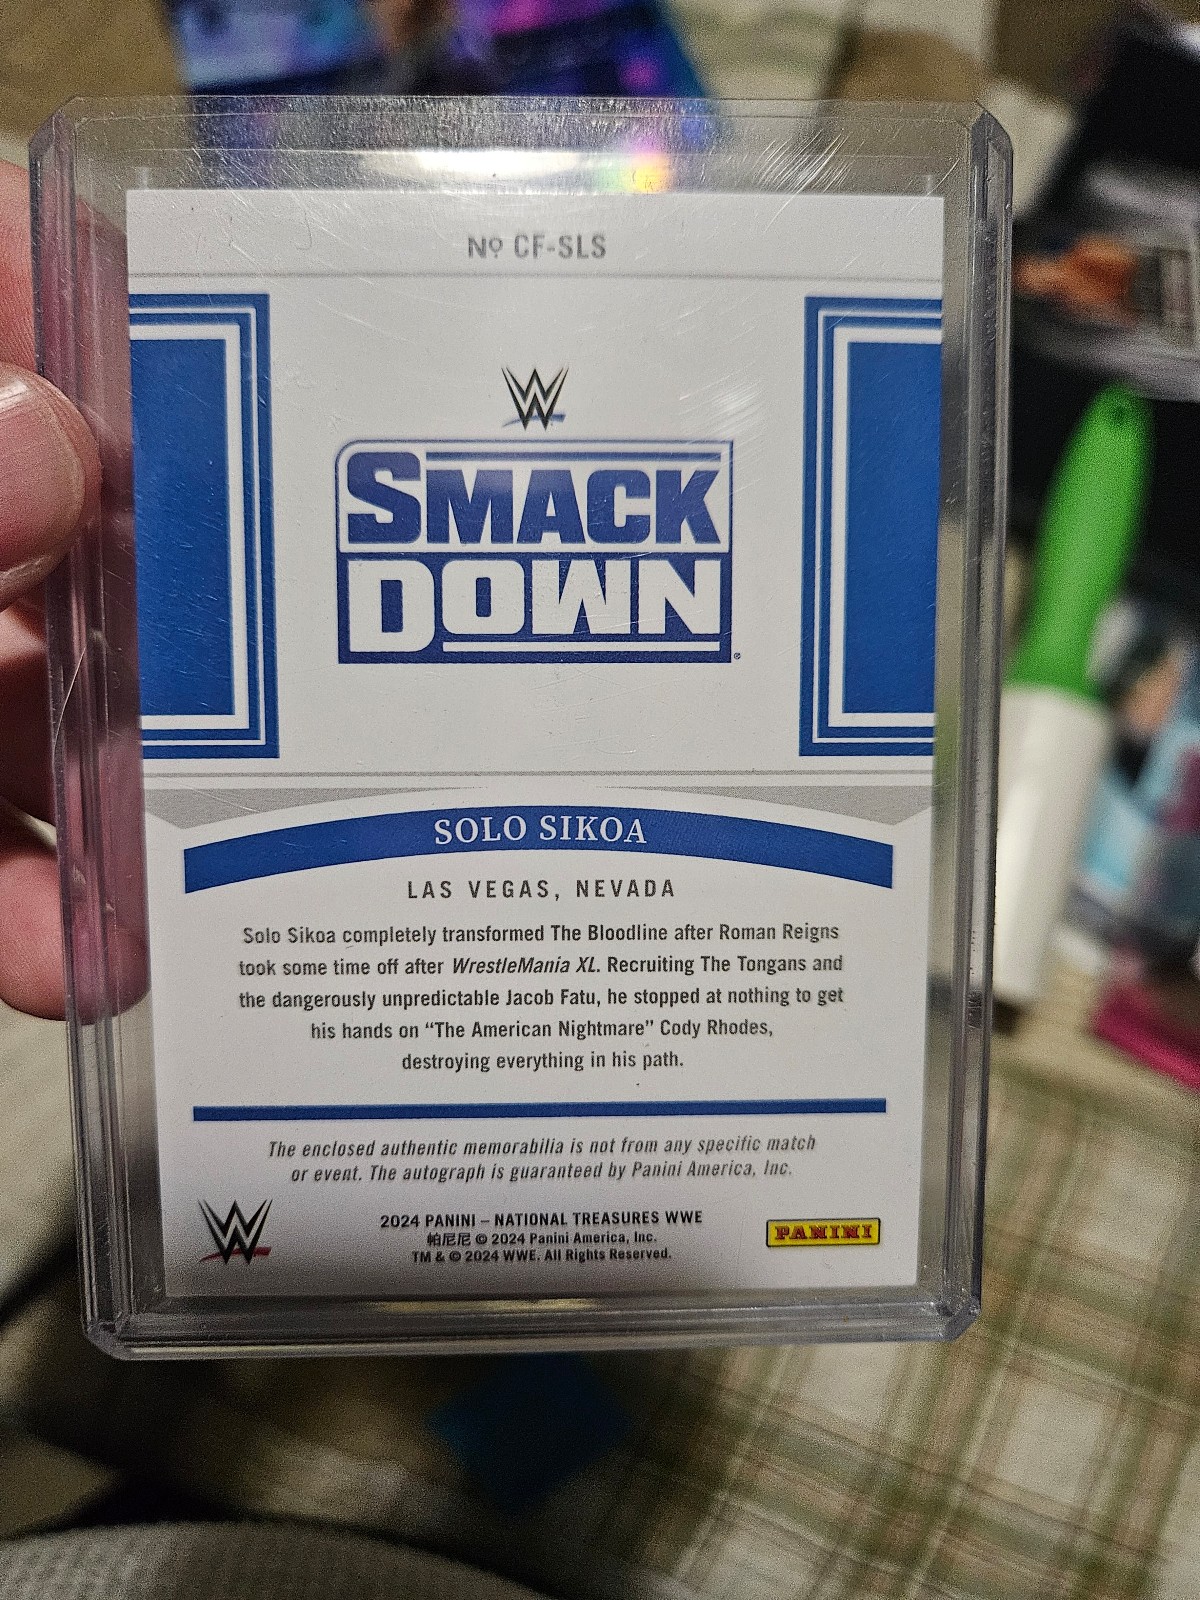 Nº CF-SLS
W
SMACK
DOWN
®
SOLO SIKOA
LAS VEGAS, NEVADA
Solo Sikoa completely transformed The Bloodline after Roman Reigns
took some time off after WrestleMania XL. Recruiting The Tongans and
the dangerously unpredictable Jacob Fatu, he stopped at nothing to get
his hands on “The American Nightmare” Cody Rhodes,
destroying everything in his path.
The enclosed authentic memorabilia is not from any specific match
or event. The autograph is guaranteed by Panini America, Inc.
W
2024 PANINI – NATIONAL TREASURES WWE
帕尼尼 © 2024 Panini America, Inc.
TM & © 2024 WWE. All Rights Reserved.
PANINI